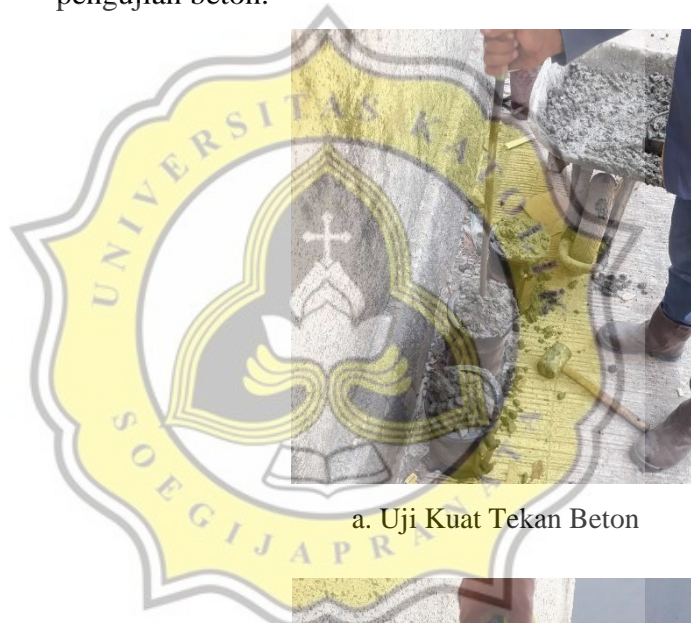 pengujian beton.
UNIVERSITAS KATOLIK
SOEGIJAPRANATA
a. Uji Kuat Tekan Beton